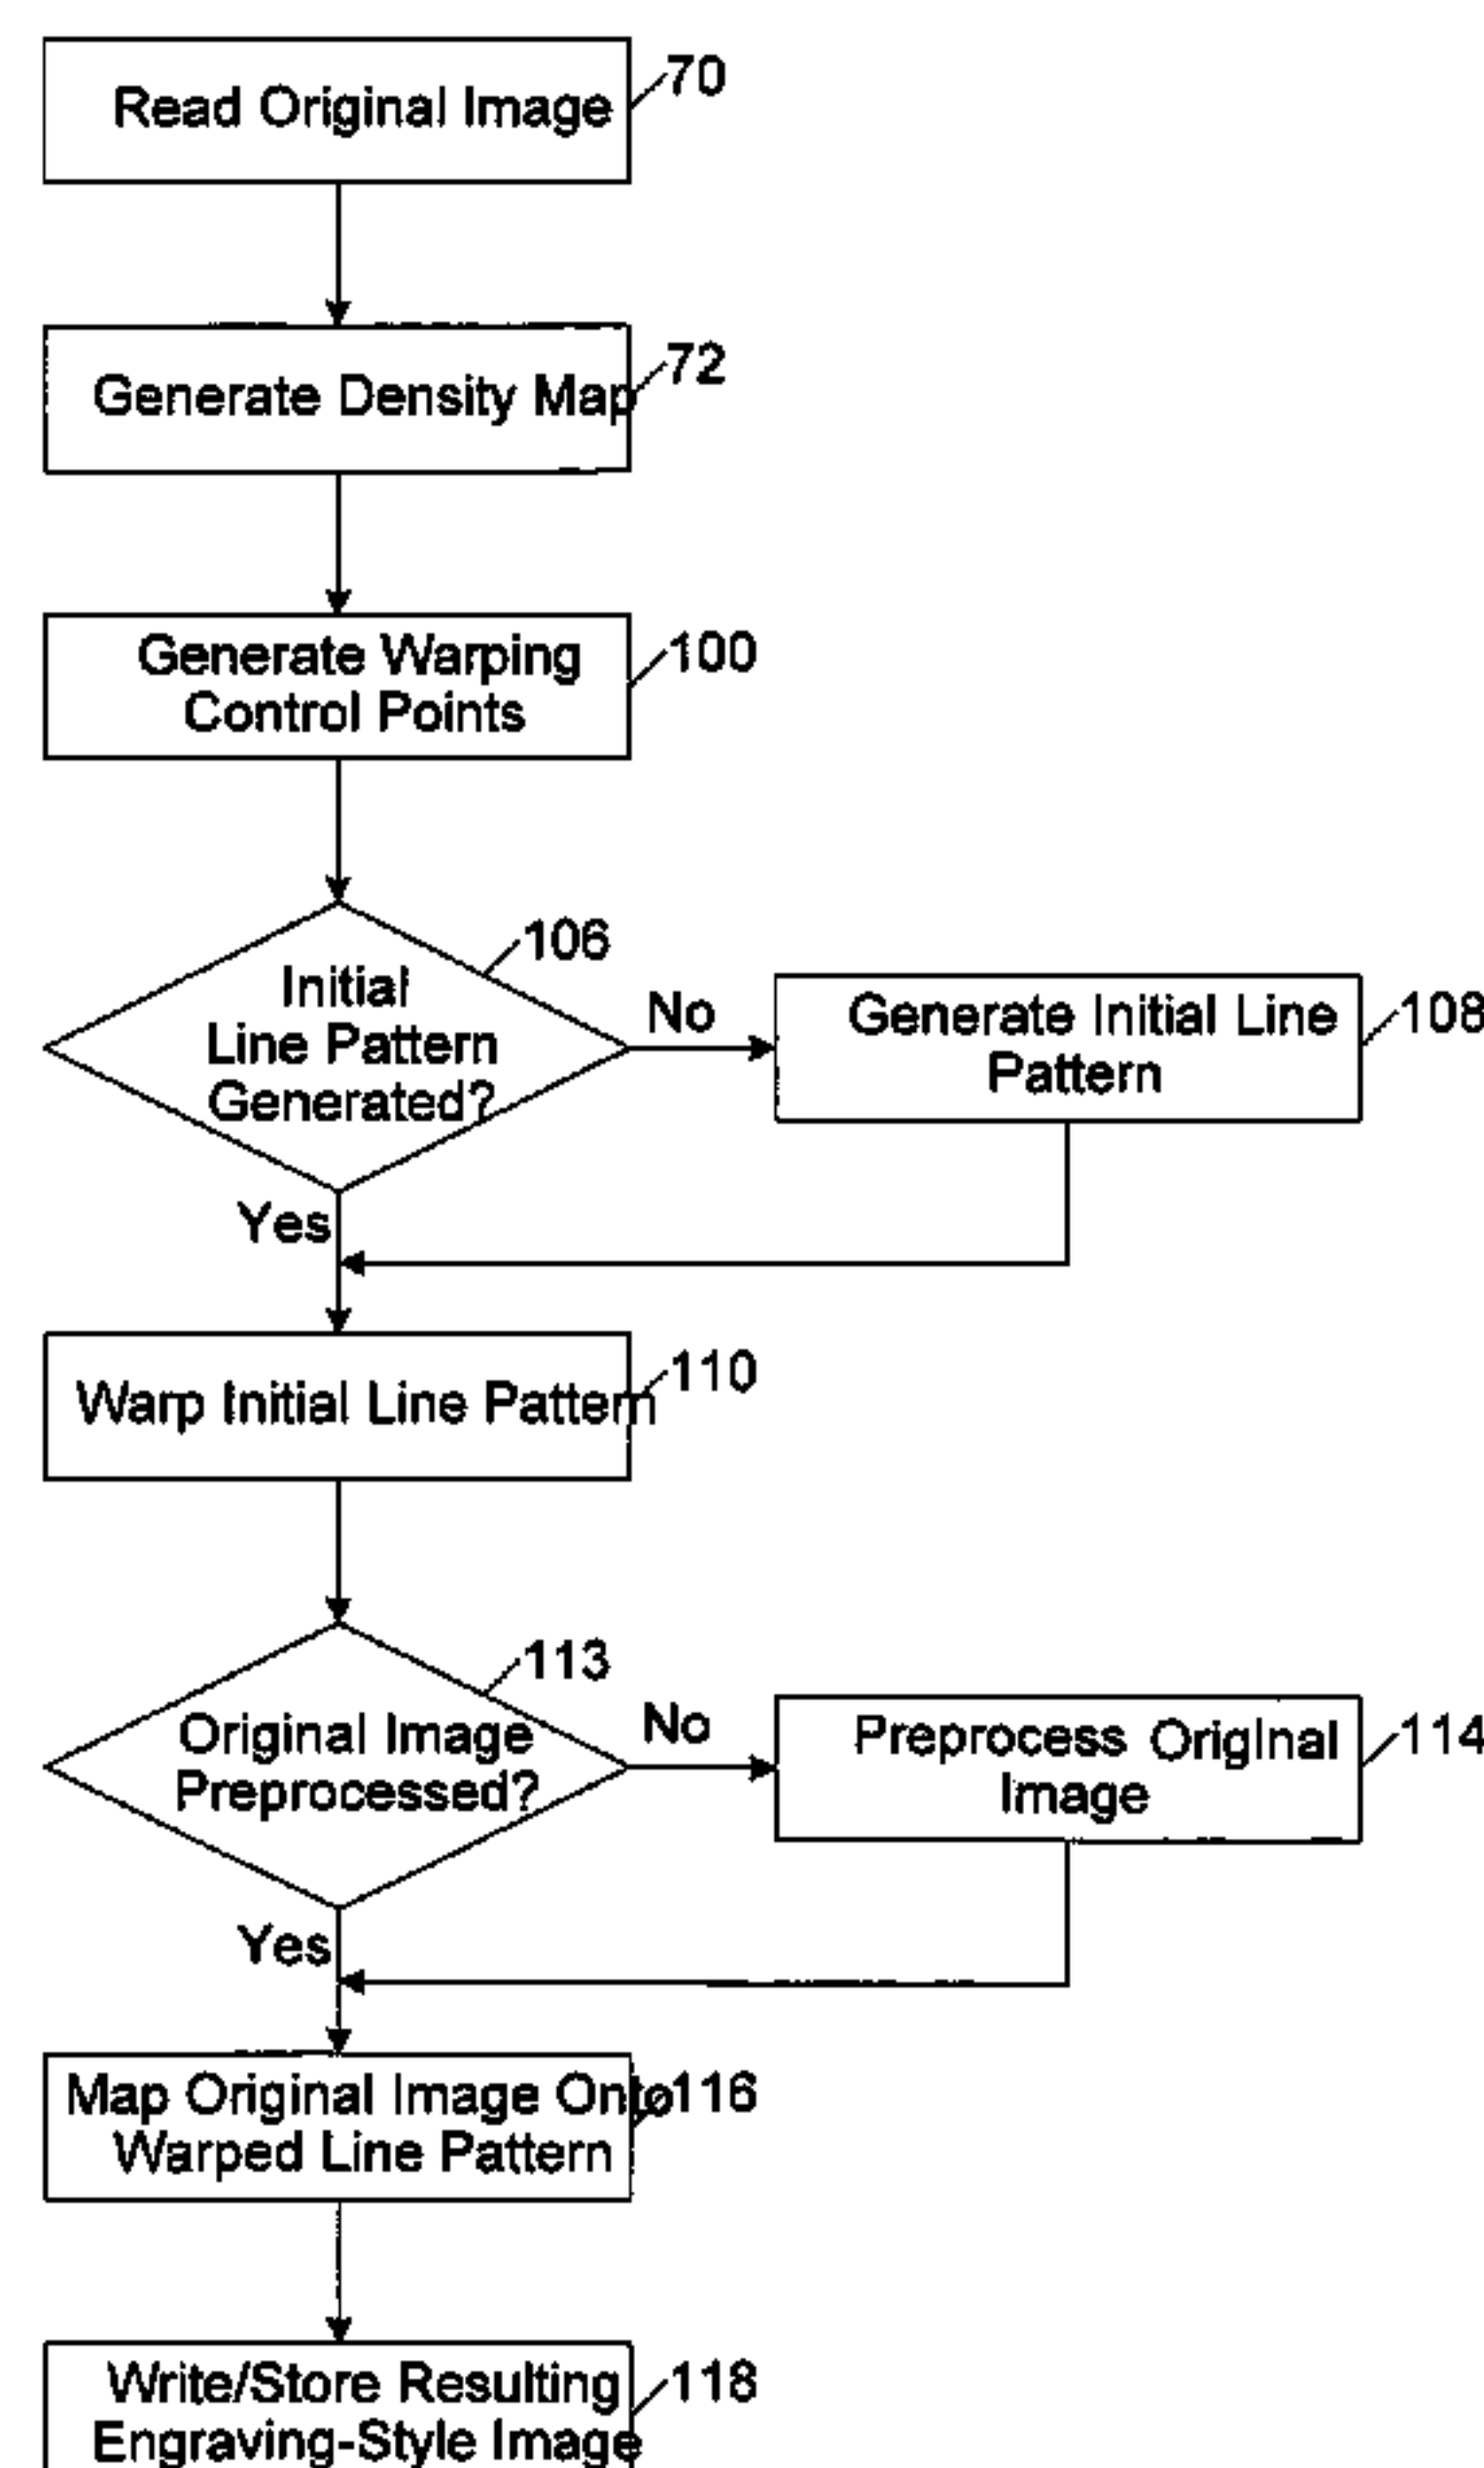 Read Original Image
70
Generate Density Map
72
Generate Warping
Control Points
100
Initial
Line Pattern
Generated?
106
No
Generate Initial Line
Pattern
108
Yes
Warp Initial Line Pattern
110
Original Image
Preprocessed?
113
No
Preprocess Original
Image
114
Yes
Map Original Image Onto
Warped Line Pattern
116
Write/Store Resulting
Engraving-Style Image
118